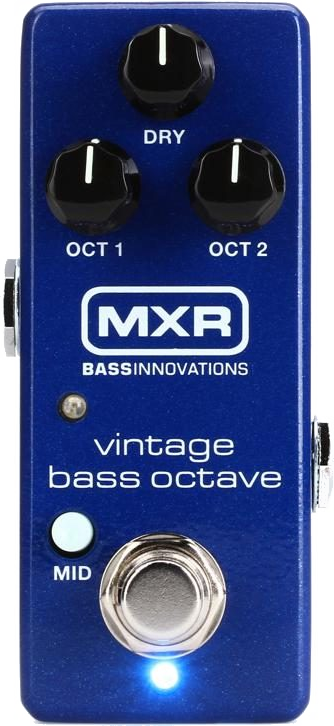 DRY
OCT 1 OCT 2
MXR
BASSINNOVATIONS
vintage
bass octave
MID